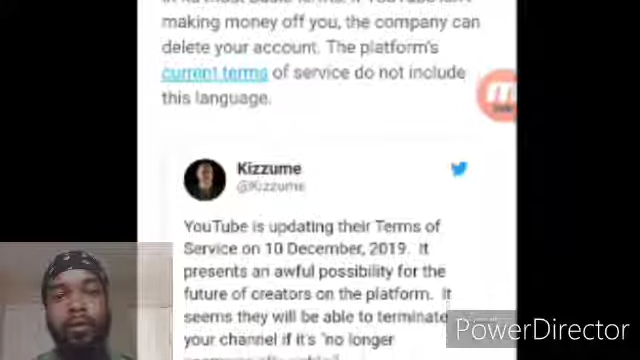 making money off you, the company can
delete your account. The platform's
current terms of service do not include
this language.
Kizzume
@Kizzume
YouTube is updating their Terms of
Service on 10 December, 2019. It
presents an awful possibility for the
future of creators on the platform. It
seems they will be able to terminate
your channel if it's "no longer
PowerDirector